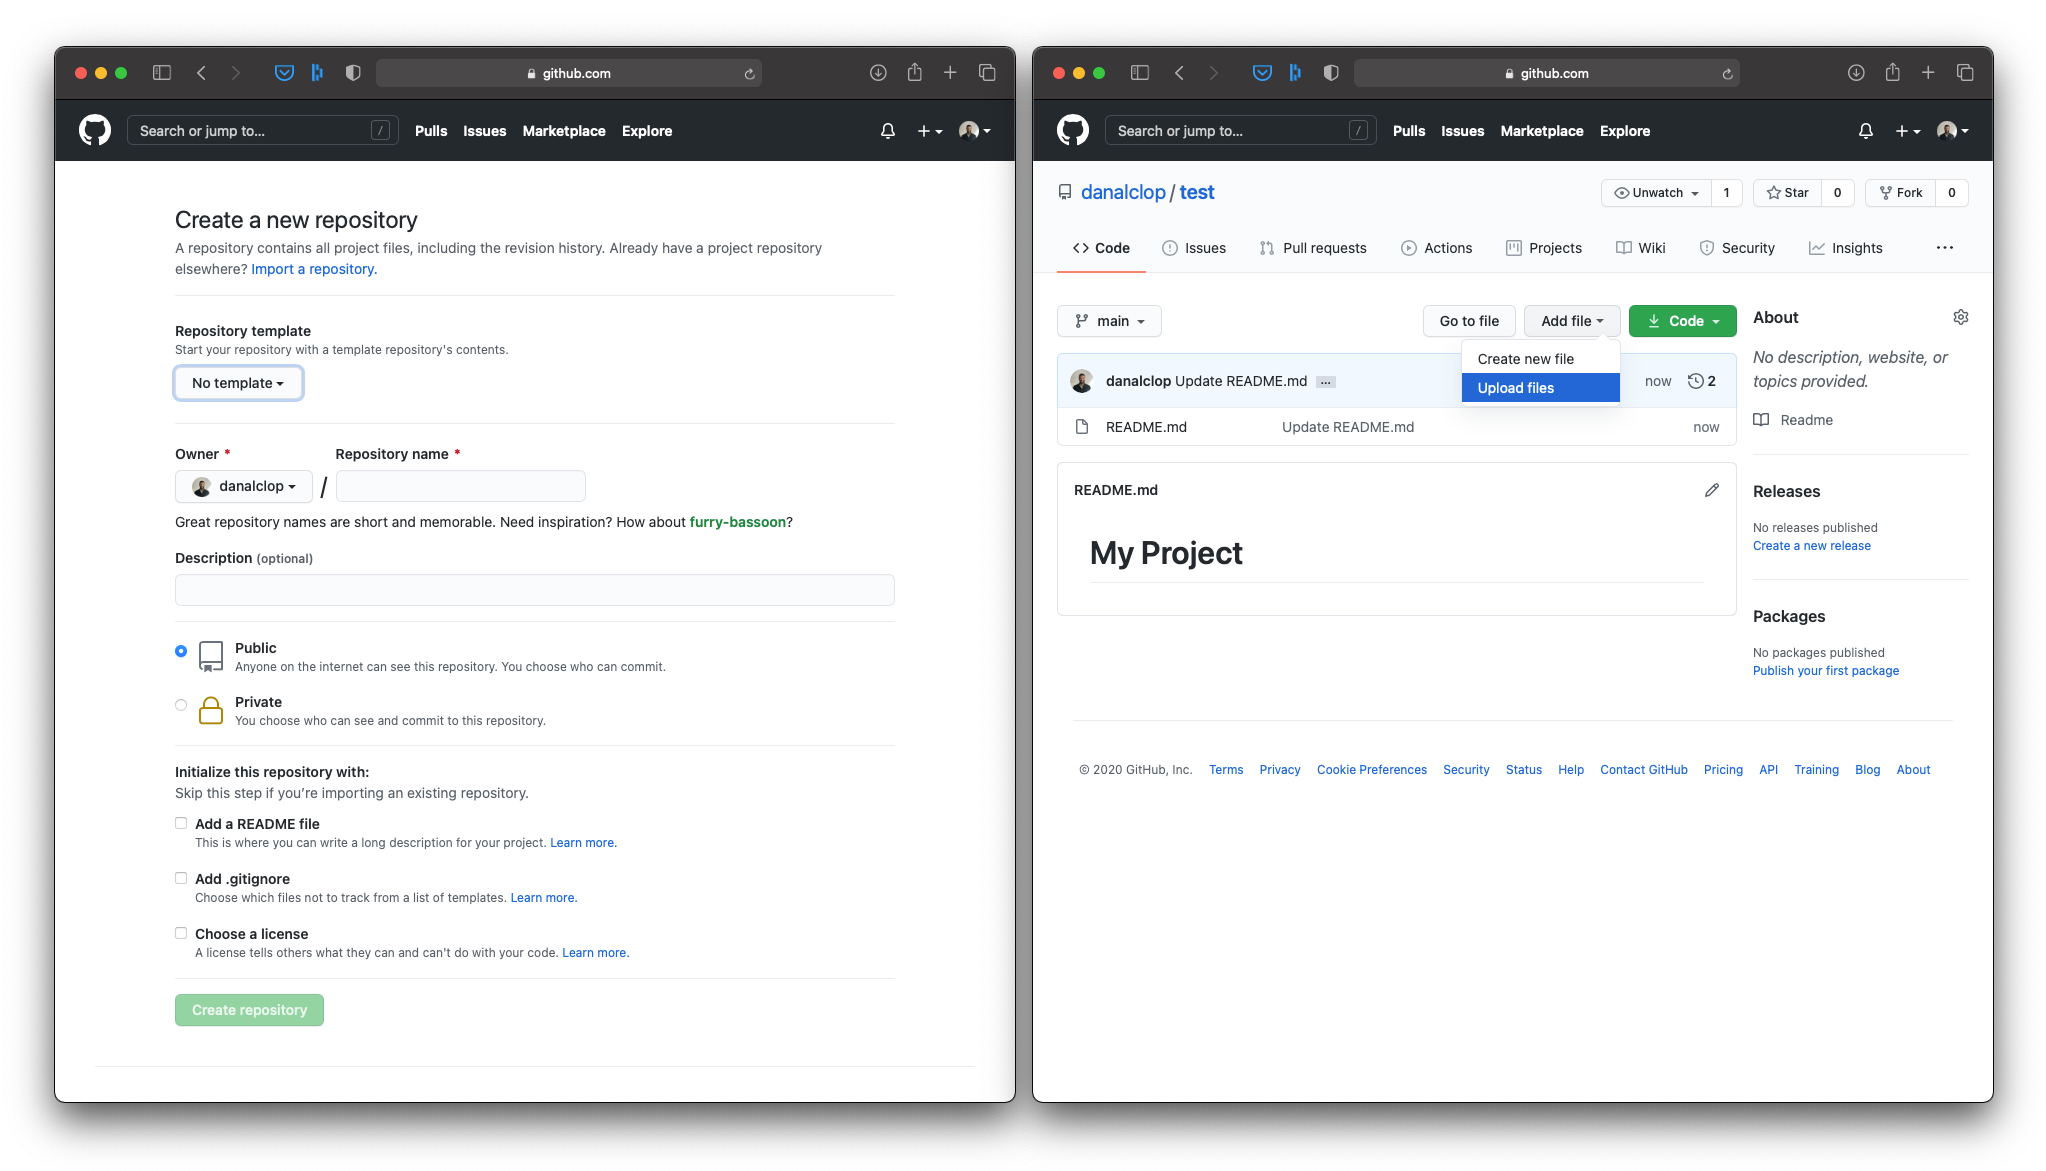 github.com
Search or jump to... / Pulls Issues Marketplace Explore
Create a new repository
A repository contains all project files, including the revision history. Already have a project repository
elsewhere? Import a repository.
Repository template
Start your repository with a template repository's contents.
No template
Owner * Repository name *
danalclop /
Great repository names are short and memorable. Need inspiration? How about furry-bassoon?
Description (optional)
Public
Anyone on the internet can see this repository. You choose who can commit.
Private
You choose who can see and commit to this repository.
Initialize this repository with:
Skip this step if you’re importing an existing repository.
Add a README file
This is where you can write a long description for your project. Learn more.
Add .gitignore
Choose which files not to track from a list of templates. Learn more.
Choose a license
A license tells others what they can and can't do with your code. Learn more.
Create repository
github.com
Search or jump to... / Pulls Issues Marketplace Explore
danalclop / test Unwatch 1 Star 0 Fork 0
Code Issues Pull requests Actions Projects Wiki Security Insights ...
main Go to file Add file Code
Create new file
Upload files
danalclop Update README.md ... now 2
README.md Update README.md now
README.md
My Project
About
No description, website, or
topics provided.
Readme
Releases
No releases published
Create a new release
Packages
No packages published
Publish your first package
© 2020 GitHub, Inc. Terms Privacy Cookie Preferences Security Status Help Contact GitHub Pricing API Training Blog About